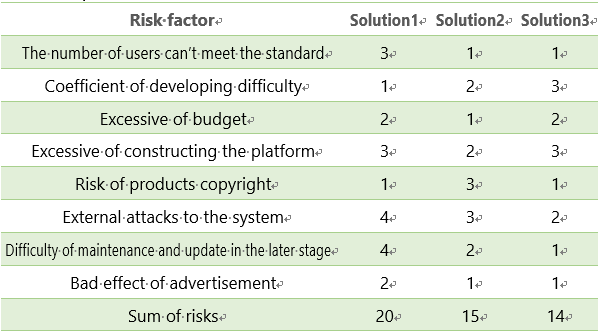 Risk factor Solution1 Solution2 Solution3
The number of users can't meet the standard 3 1 1
Coefficient of developing difficulty 1 2 3
Excessive of budget 2 1 2
Excessive of constructing the platform 3 2 3
Risk of products copyright 1 3 1
External attacks to the system 4 3 2
Difficulty of maintenance and update in the later stage 4 2 1
Bad effect of advertisement 2 1 1
Sum of risks 20 15 14